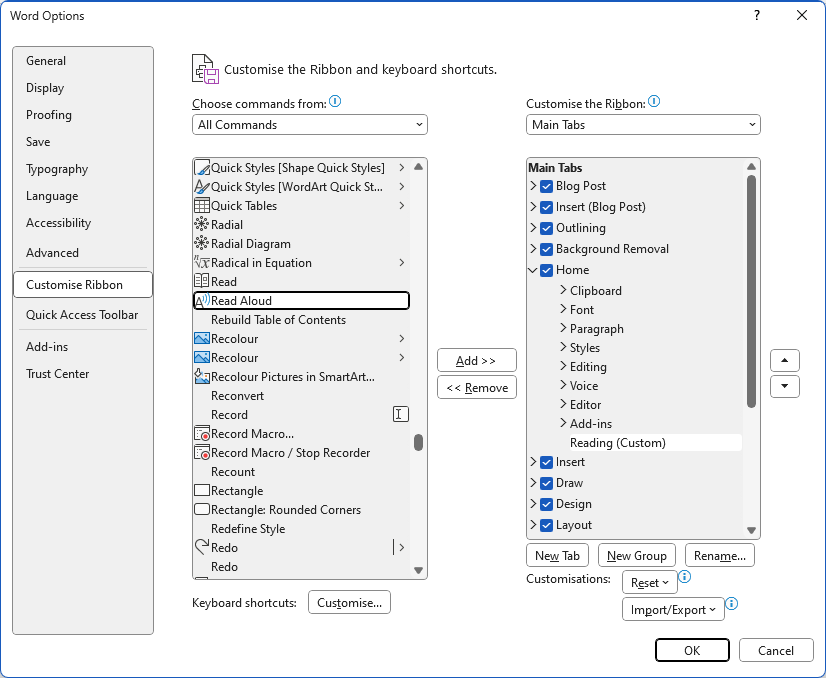 Word Options
?
General
Display
Proofing
Save
Typography
Language
Accessibility
Advanced
Customise Ribbon
Quick Access Toolbar
Add-ins
Trust Center
Customise the Ribbon and keyboard shortcuts.
Choose commands from:
All Commands
Quick Styles [Shape Quick Styles]
Quick Styles [WordArt Quick St...
Quick Tables
Radial
Radial Diagram
Radical in Equation
Read
Read Aloud
Rebuild Table of Contents
Recolour
Recolour
Recolour Pictures in SmartArt...
Reconvert
Record
Record Macro...
Record Macro / Stop Recorder
Recount
Rectangle
Rectangle: Rounded Corners
Redefine Style
Redo
Redo
Keyboard shortcuts: Customise...
Add >>
<< Remove
Customise the Ribbon:
Main Tabs
Main Tabs
Blog Post
Insert (Blog Post)
Outlining
Background Removal
Home
Clipboard
Font
Paragraph
Styles
Editing
Voice
Editor
Add-ins
Reading (Custom)
Insert
Draw
Design
Layout
New Tab New Group Rename...
Customisations: Reset
Import/Export
OK Cancel